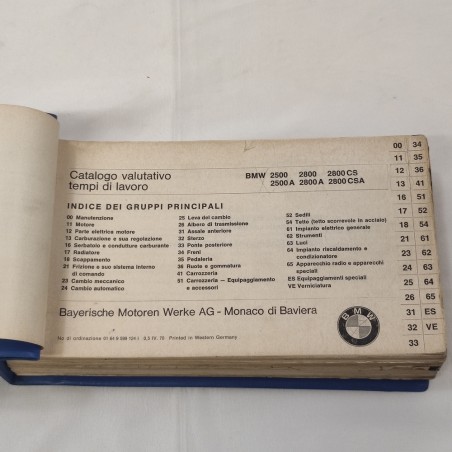 Catalogo valutativo
tempi di lavoro
BMW 2500 2800 2800 CS
2500 A 2800 A 2800 CSA
INDICE DEI GRUPPI PRINCIPALI
00 Manutenzione
11 Motore
12 Parte elettrica motore
13 Carburazione e sua regolazione
16 Serbatoio e condutture carburante
17 Radiatore
18 Scappamento
21 Frizione e suo sistema interno
di comando
23 Cambio meccanico
24 Cambio automatico
25 Leva del cambio
26 Albero di trasmissione
31 Assale anteriore
32 Sterzo
33 Ponte posteriore
34 Freni
35 Pedaleria
36 Ruote e gommatura
41 Carrozzeria
51 Carrozzeria — Equipaggiamento
e accessori
52 Sedili
54 Tetto (tetto scorrevole in acciaio)
61 Impianto elettrico generale
62 Strumenti
63 Luci
64 Impianto riscaldamento e
condizionatore
65 Apparecchio radio e apparecchi
speciali
ES Equipaggiamenti speciali
VE Verniciatura
Bayerische Motoren Werke AG - Monaco di Baviera
BMW
Printed in Western Germany
00 34
11 35
12 36
13 41
16 51
17 52
18 54
21 61
23 62
24 63
25 64
26 65
31 ES
32 VE
33